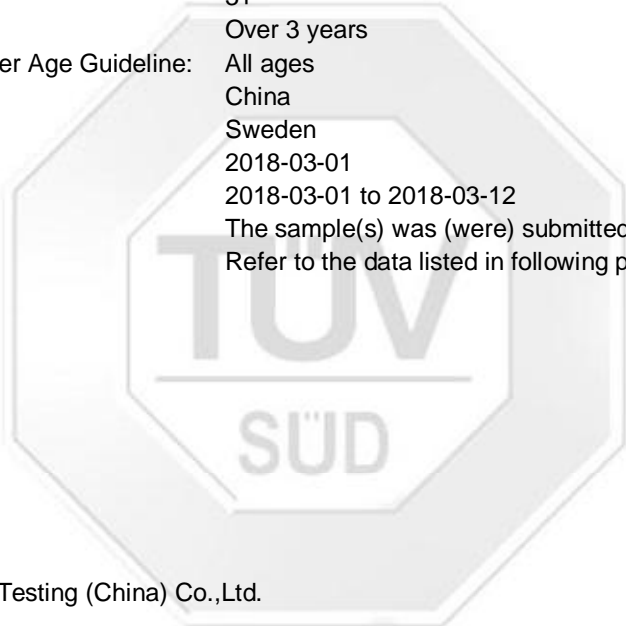 Over 3 years
er Age Guideline: All ages
China
Sweden
2018-03-01
2018-03-01 to 2018-03-12
The sample(s) was (were) submitted
Refer to the data listed in following p
TÜV
SÜD
Testing (China) Co.,Ltd.